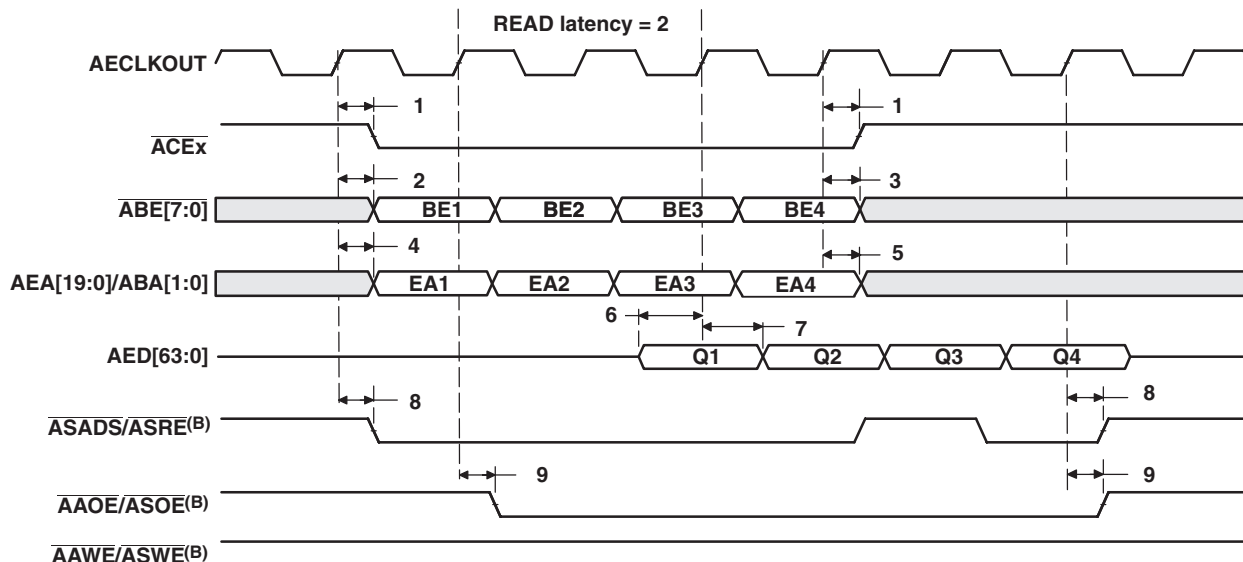 READ latency = 2
AECLKOUT
1 1
ACEx
2 3
ABE[7:0] BE1 BE2 BE3 BE4
4 5
AEA[19:0]/ABA[1:0] EA1 EA2 EA3 EA4
6 7
AED[63:0] Q1 Q2 Q3 Q4
8 8
ASADS/ASRE(B)
9 9
AAOE/ASOE(B)
AAWE/ASWE(B)